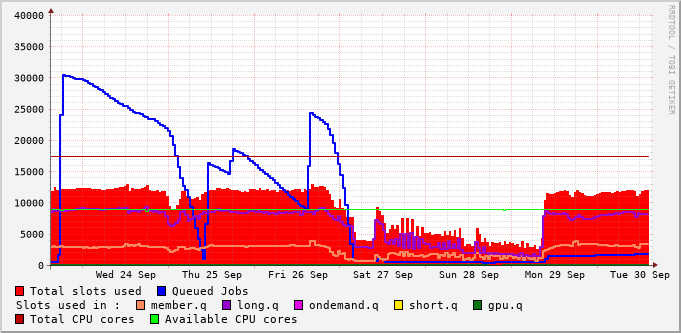 RRDTOOL / TOBI OETIKER
40000
35000
30000
25000
20000
15000
10000
5000
0
Wed 24 Sep Thu 25 Sep Fri 26 Sep Sat 27 Sep Sun 28 Sep Mon 29 Sep Tue 30 Sep
Total slots used Queued Jobs
Slots used in : member.q long.q ondemand.q short.q gpu.q
Total CPU cores Available CPU cores